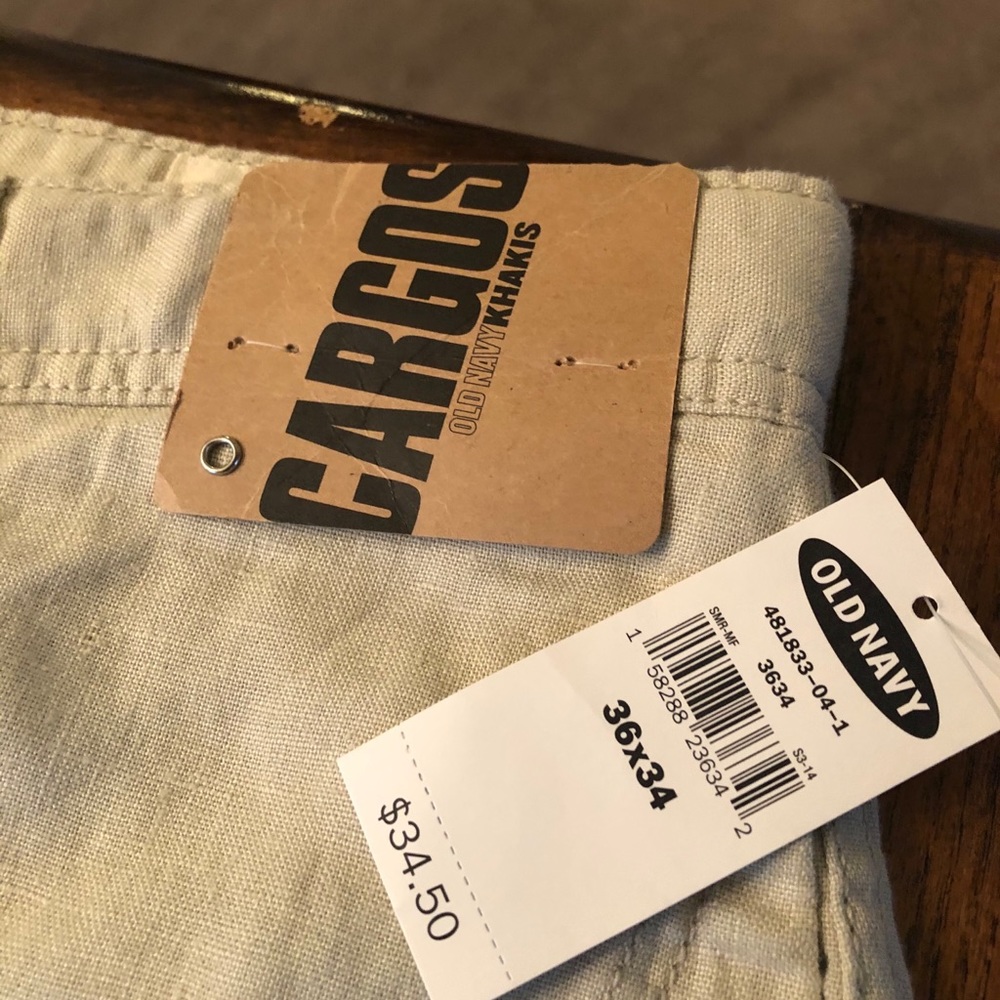 CARGOS
OLD NAVY KHAKIS
OLD NAVY
481833-04-1
3634
SMR-MF
S3-14
1 58288 23634 2
36x34
$34.50